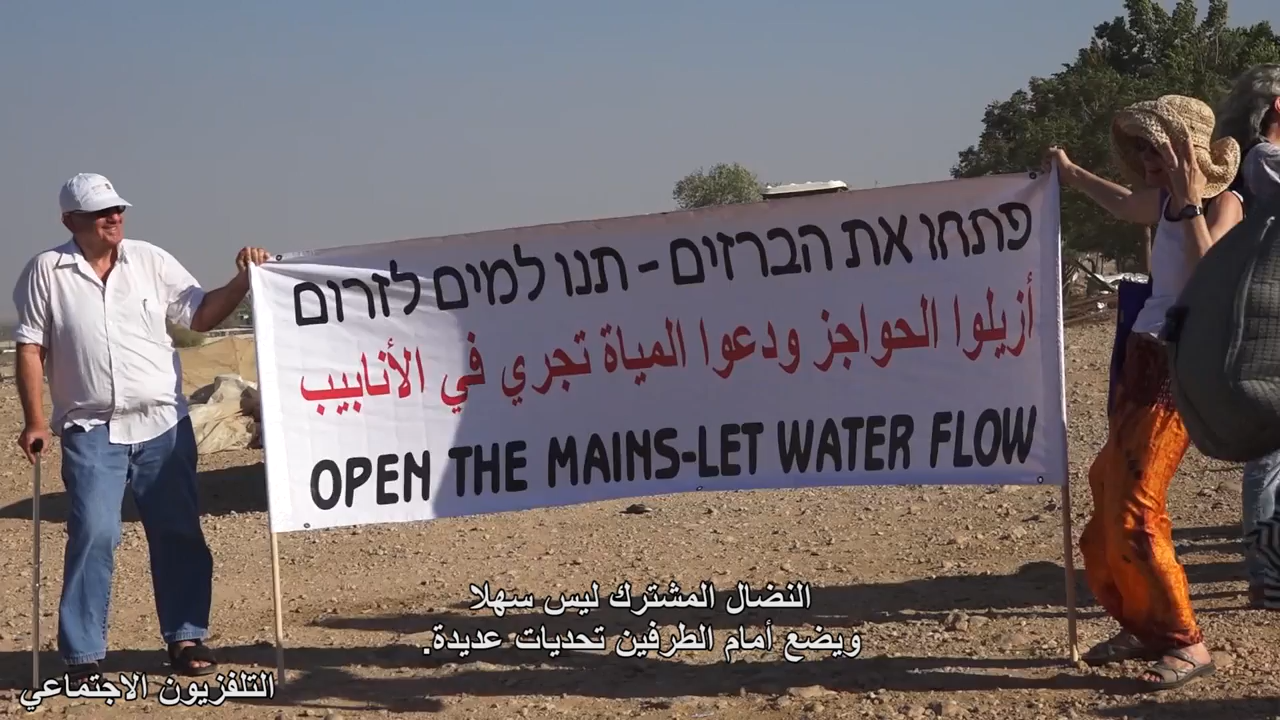 פתחו את הברזים - תנו למים לזרום
أزيلوا الحواجز ودعوا المياة تجري في الأنابيب
OPEN THE MAINS-LET WATER FLOW
النضال المشترك ليس سهلا
ويضع أمام الطرفين تحديات عديدة.
التلفزيون الاجتماعي